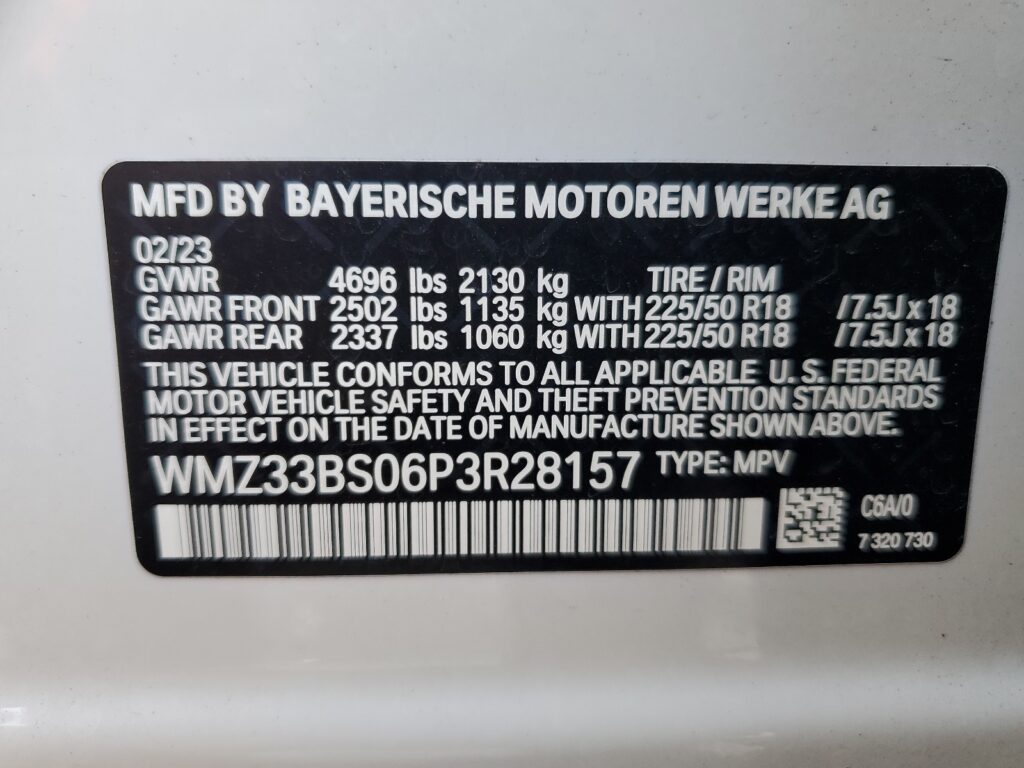 MFD BY BAYERISCHE MOTOREN WERKE AG
02/23
GVWR 4696 lbs 2130 kg TIRE / RIM
GAWR FRONT 2502 lbs 1135 kg WITH 225/50 R18 /7.5J x 18
GAWR REAR 2337 lbs 1060 kg WITH 225/50 R18 /7.5J x 18
THIS VEHICLE CONFORMS TO ALL APPLICABLE U. S. FEDERAL
MOTOR VEHICLE SAFETY AND THEFT PREVENTION STANDARDS
IN EFFECT ON THE DATE OF MANUFACTURE SHOWN ABOVE.
WMZ33BS06P3R28157 TYPE: MPV
C6A/0
7 320 730